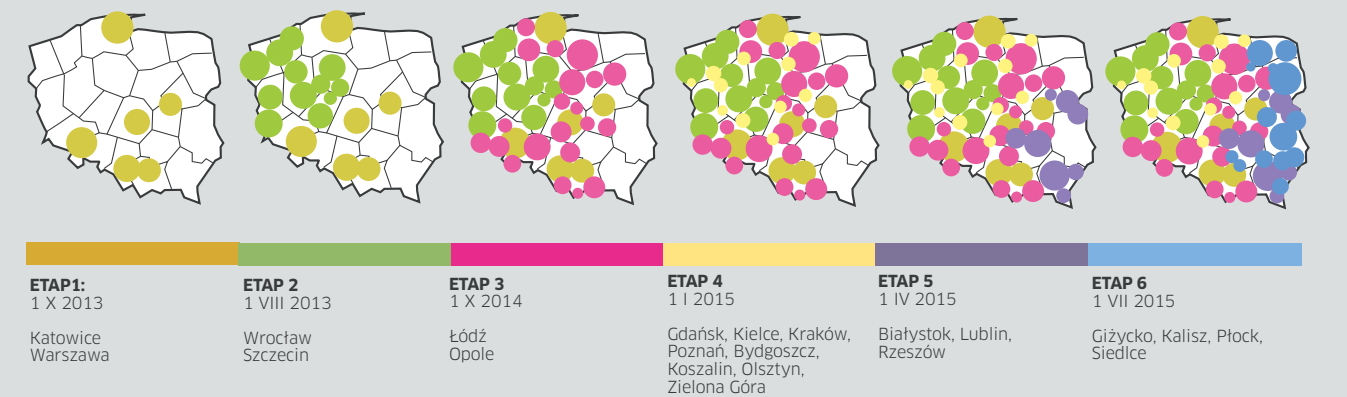 ETAP1:
1 X 2013
Katowice
Warszawa
ETAP 2
1 VIII 2013
Wrocław
Szczecin
ETAP 3
1 X 2014
Łódź
Opole
ETAP 4
1 I 2015
Gdańsk, Kielce, Kraków,
Poznań, Bydgoszcz,
Koszalin, Olsztyn,
Zielona Góra
ETAP 5
1 IV 2015
Białystok, Lublin,
Rzeszów
ETAP 6
1 VII 2015
Giżycko, Kalisz, Płock,
Siedlce